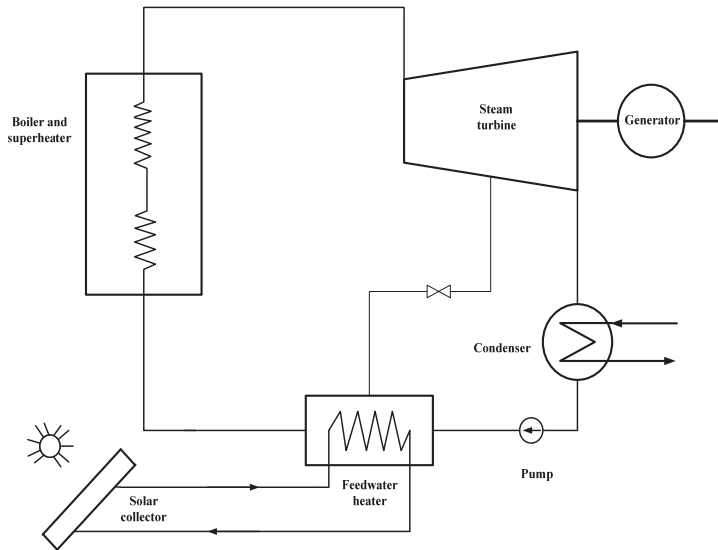 Boiler and
superheater
Steam
turbine
Generator
Condenser
Pump
Feedwater
heater
Solar
collector